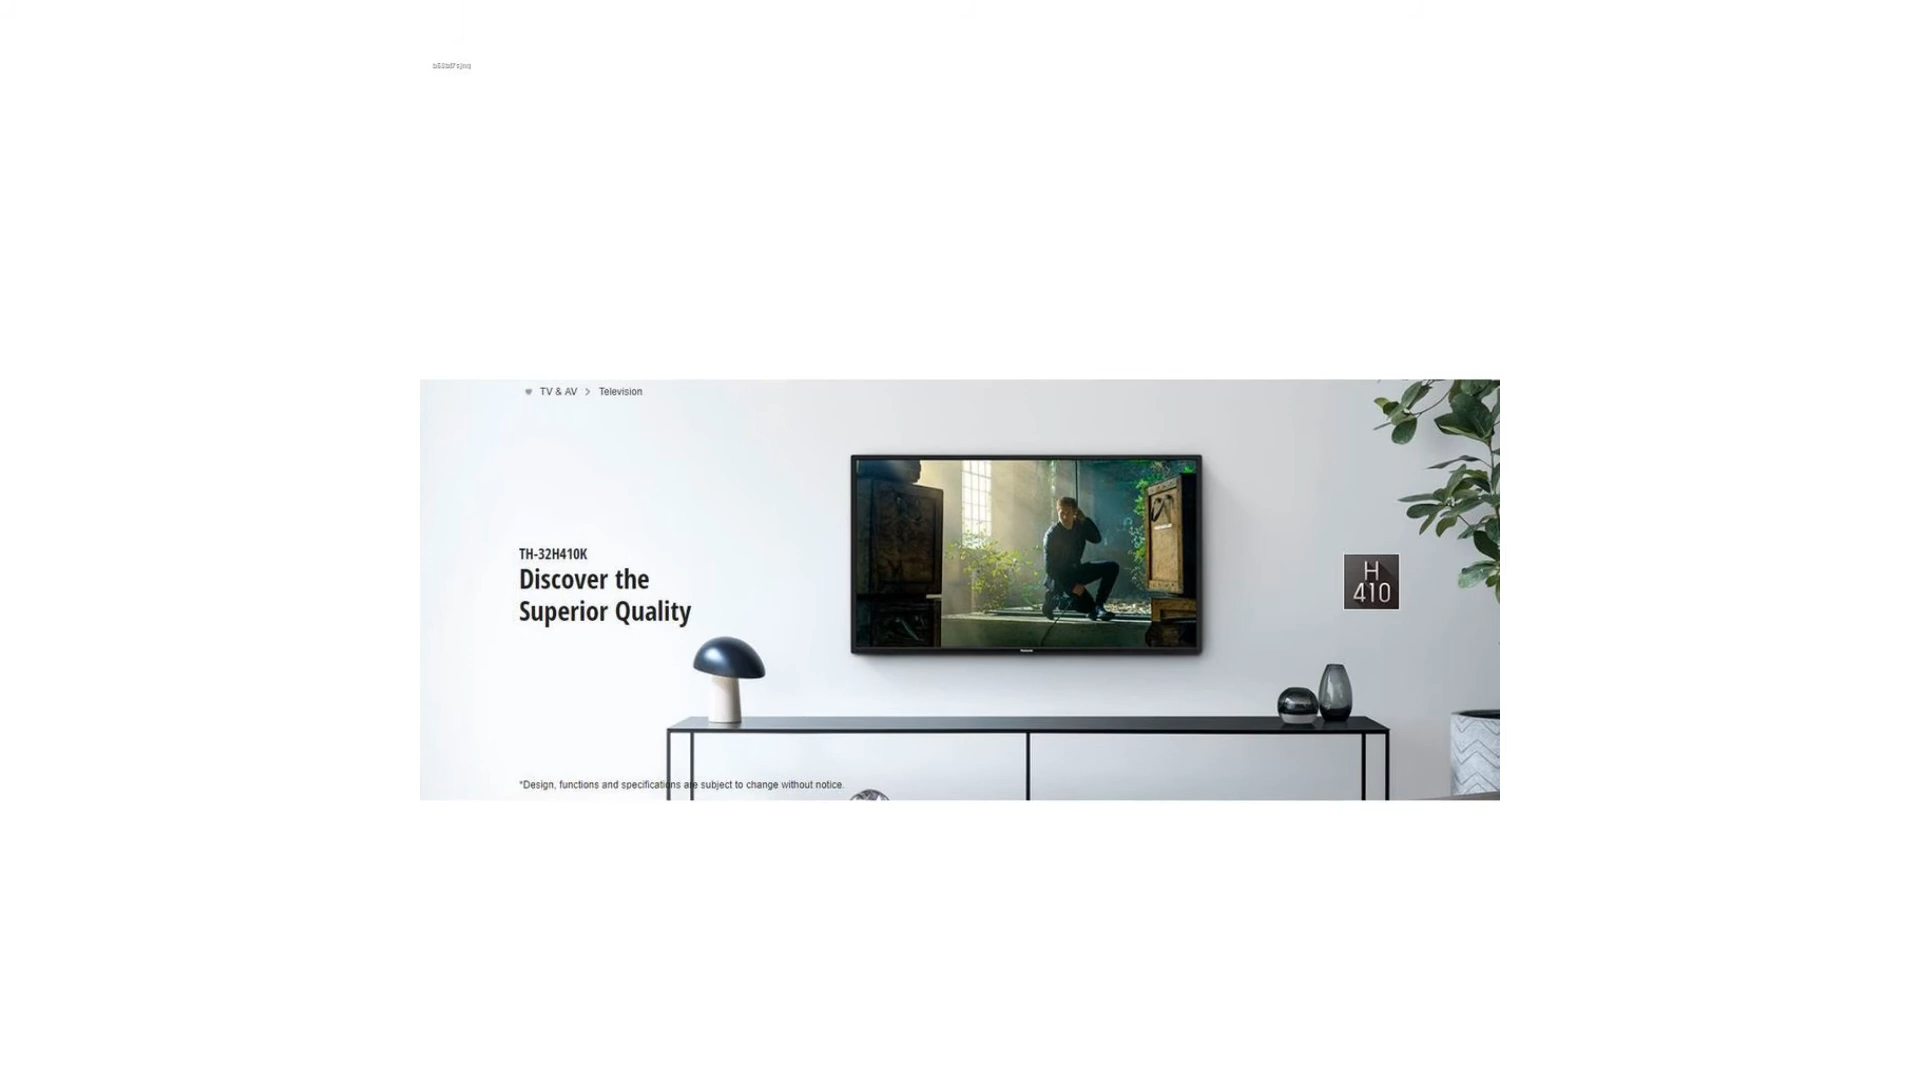 TV & AV > Television
TH-32H410K
Discover the
Superior Quality
H
410
Panasonic
*Design, functions and specifications are subject to change without notice.